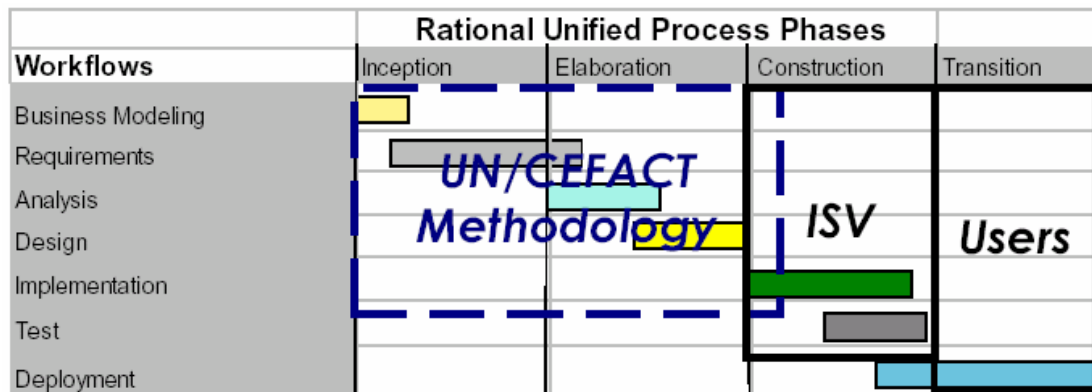 Rational Unified Process Phases
Workflows
Inception
Elaboration
Construction
Transition
Business Modeling
Requirements
Analysis
Design
Implementation
Test
Deployment
UN/CEFACT
Methodology
ISV
Users